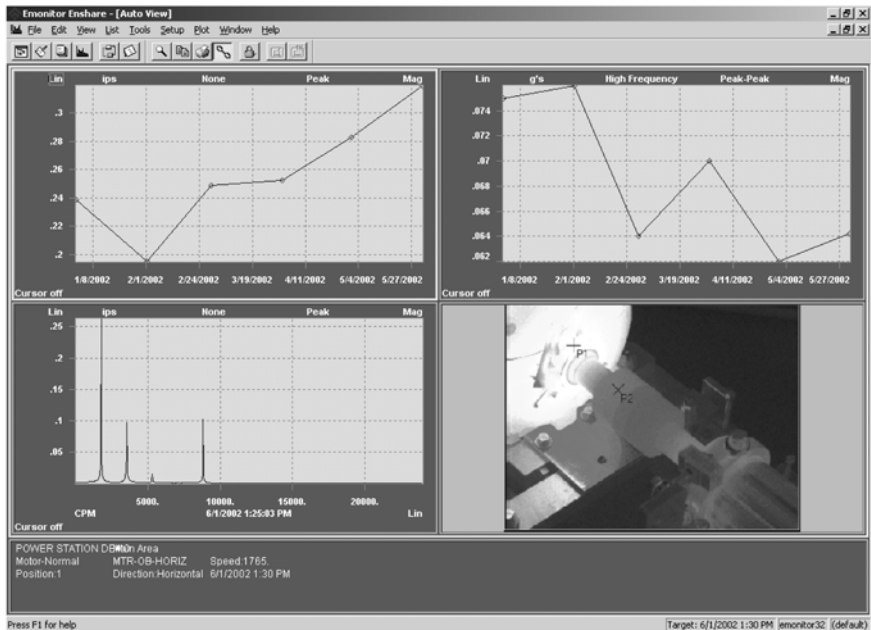 Emonitor Enshare - [Auto View]
File Edit View List Tools Setup Plot Window Help
Lin ips None Peak Mag
.3
.28
.26
.24
.22
.2
1/8/2002 2/1/2002 2/24/2002 3/19/2002 4/11/2002 5/4/2002 5/27/2002
Cursor off
Lin g's High Frequency Peak-Peak Mag
.074
.072
.07
.068
.066
.064
.062
1/8/2002 2/1/2002 2/24/2002 3/19/2002 4/11/2002 5/4/2002 5/27/2002
Cursor off
Lin ips None Peak Mag
.25
.2
.15
.1
.05
5000. 10000. 15000. 20000.
CPM 6/1/2002 1:25:03 PM Lin
Cursor off
P1
P2
POWER STATION Area
Motor-Normal MTR-OB-HORIZ Speed:1765.
Position:1 Direction:Horizontal 6/1/2002 1:30 PM
Press F1 for help Target: 6/1/2002 1:30 PM emonitor32 (default)